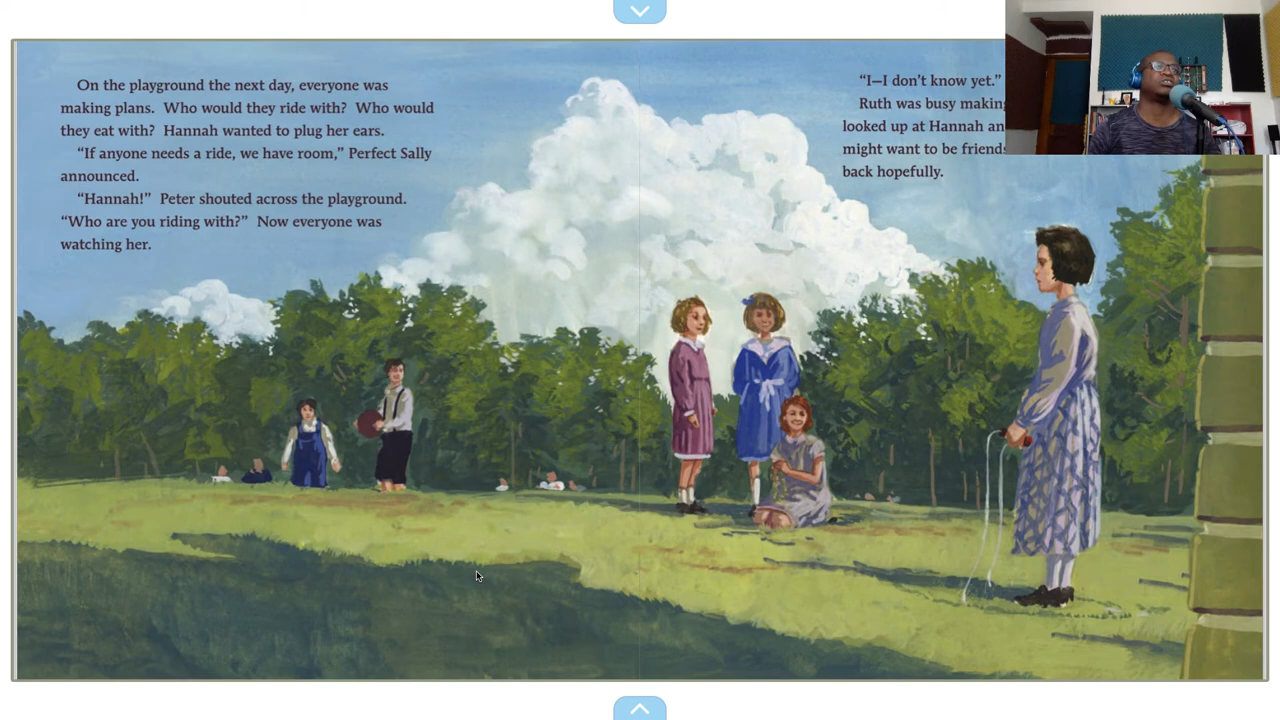 On the playground the next day, everyone was
making plans. Who would they ride with? Who would
they eat with? Hannah wanted to plug her ears.
“If anyone needs a ride, we have room,” Perfect Sally
announced.
“Hannah!” Peter shouted across the playground.
“Who are you riding with?” Now everyone was
watching her.
“I—I don’t know yet.”
Ruth was busy making
looked up at Hannah an
might want to be friends
back hopefully.